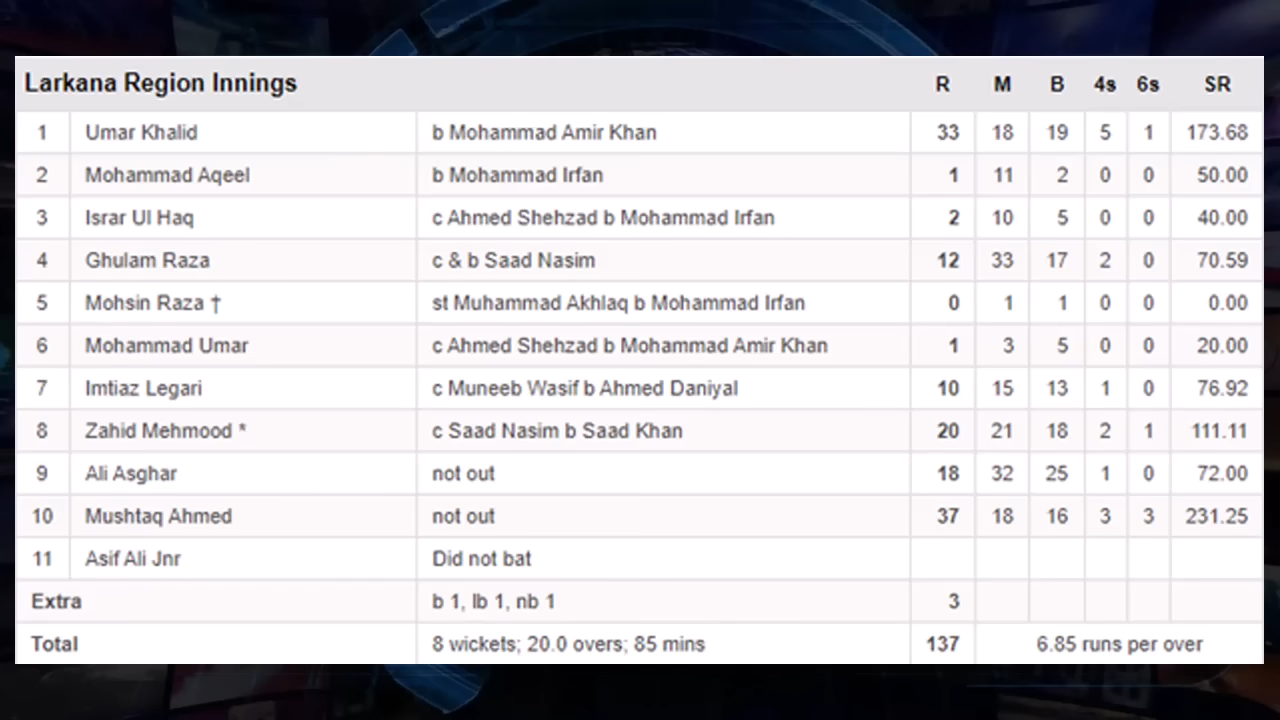 Larkana Region Innings R M B 4s 6s SR
1 Umar Khalid b Mohammad Amir Khan 33 18 19 5 1 173.68
2 Mohammad Aqeel b Mohammad Irfan 1 11 2 0 0 50.00
3 Israr Ul Haq c Ahmed Shehzad b Mohammad Irfan 2 10 5 0 0 40.00
4 Ghulam Raza c & b Saad Nasim 12 33 17 2 0 70.59
5 Mohsin Raza † st Muhammad Akhlaq b Mohammad Irfan 0 1 1 0 0 0.00
6 Mohammad Umar c Ahmed Shehzad b Mohammad Amir Khan 1 3 5 0 0 20.00
7 Imtiaz Legari c Muneeb Wasif b Ahmed Daniyal 10 15 13 1 0 76.92
8 Zahid Mehmood * c Saad Nasim b Saad Khan 20 21 18 2 1 111.11
9 Ali Asghar not out 18 32 25 1 0 72.00
10 Mushtaq Ahmed not out 37 18 16 3 3 231.25
11 Asif Ali Jnr Did not bat
Extra b 1, lb 1, nb 1 3
Total 8 wickets; 20.0 overs; 85 mins 137 6.85 runs per over